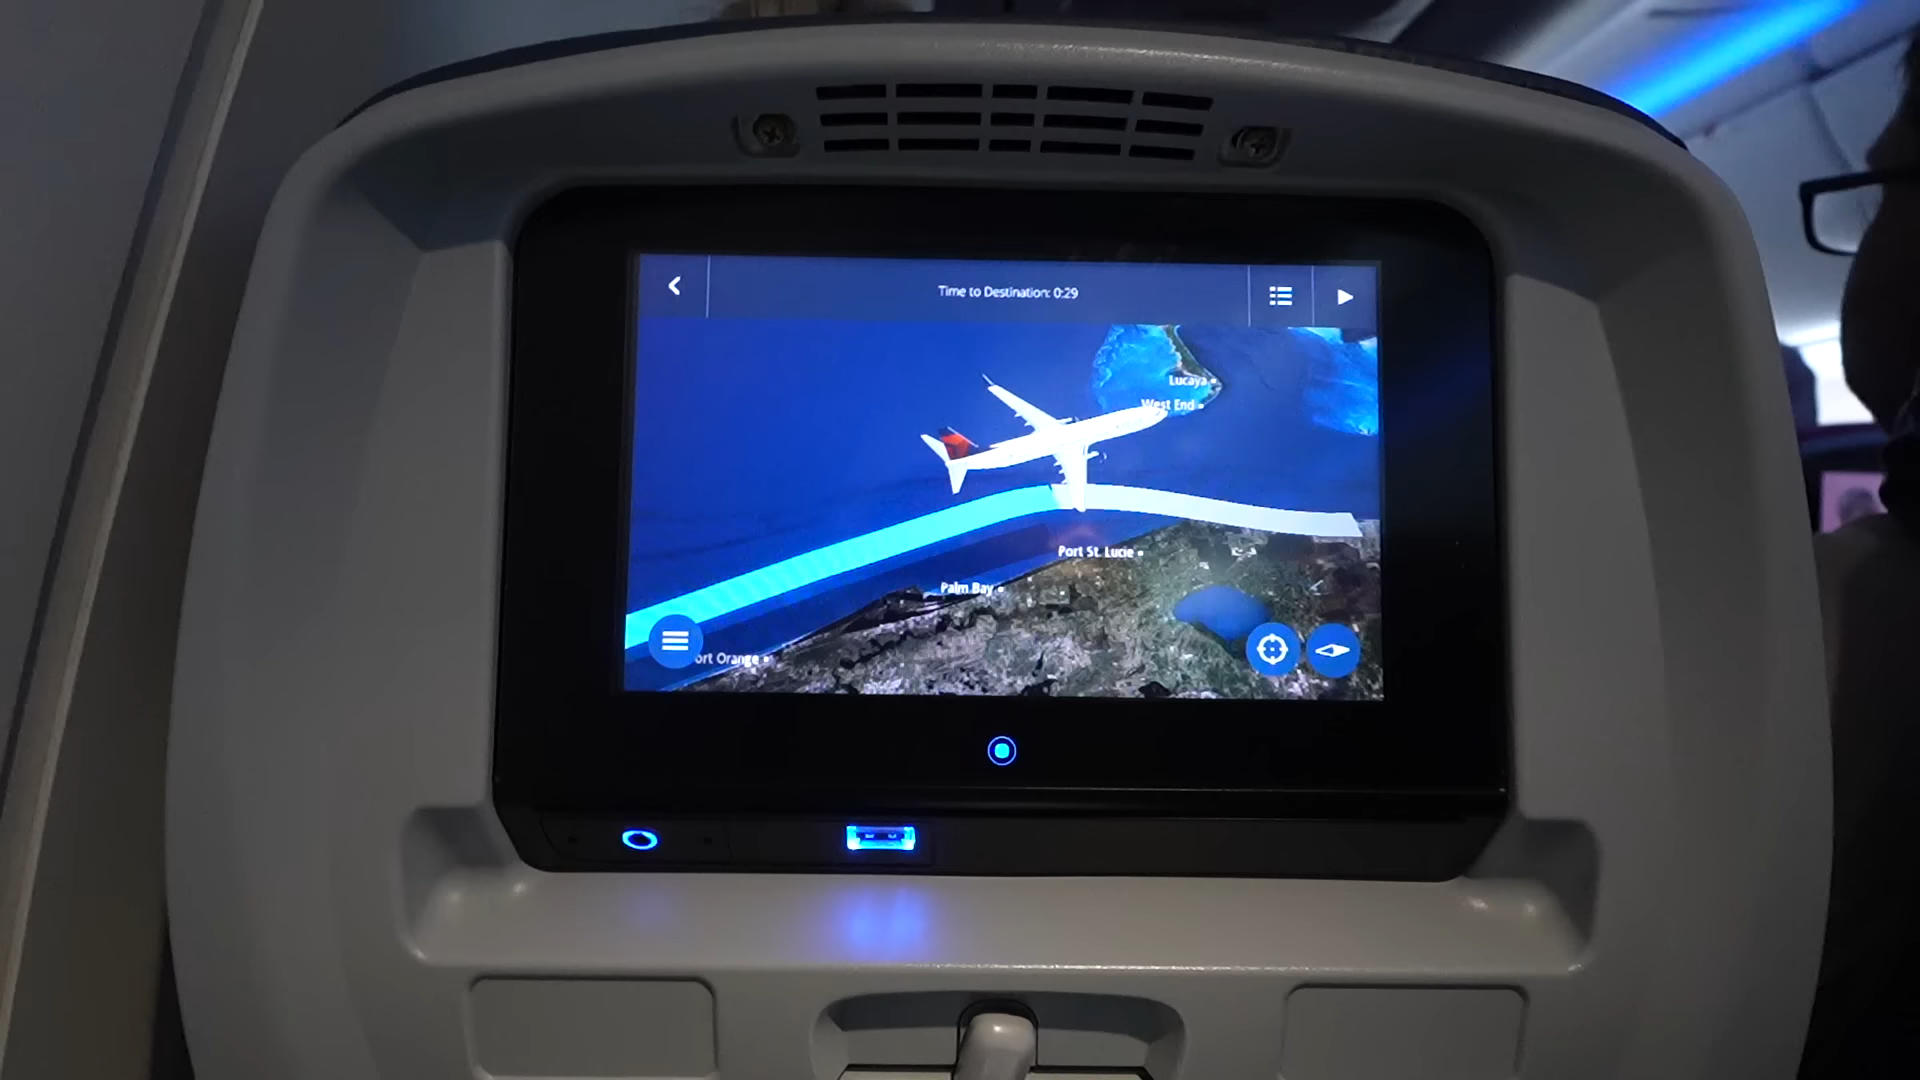 Time to Destination: 0:29
Lucaya
West End
Port St. Lucie
Palm Bay
ort Orange